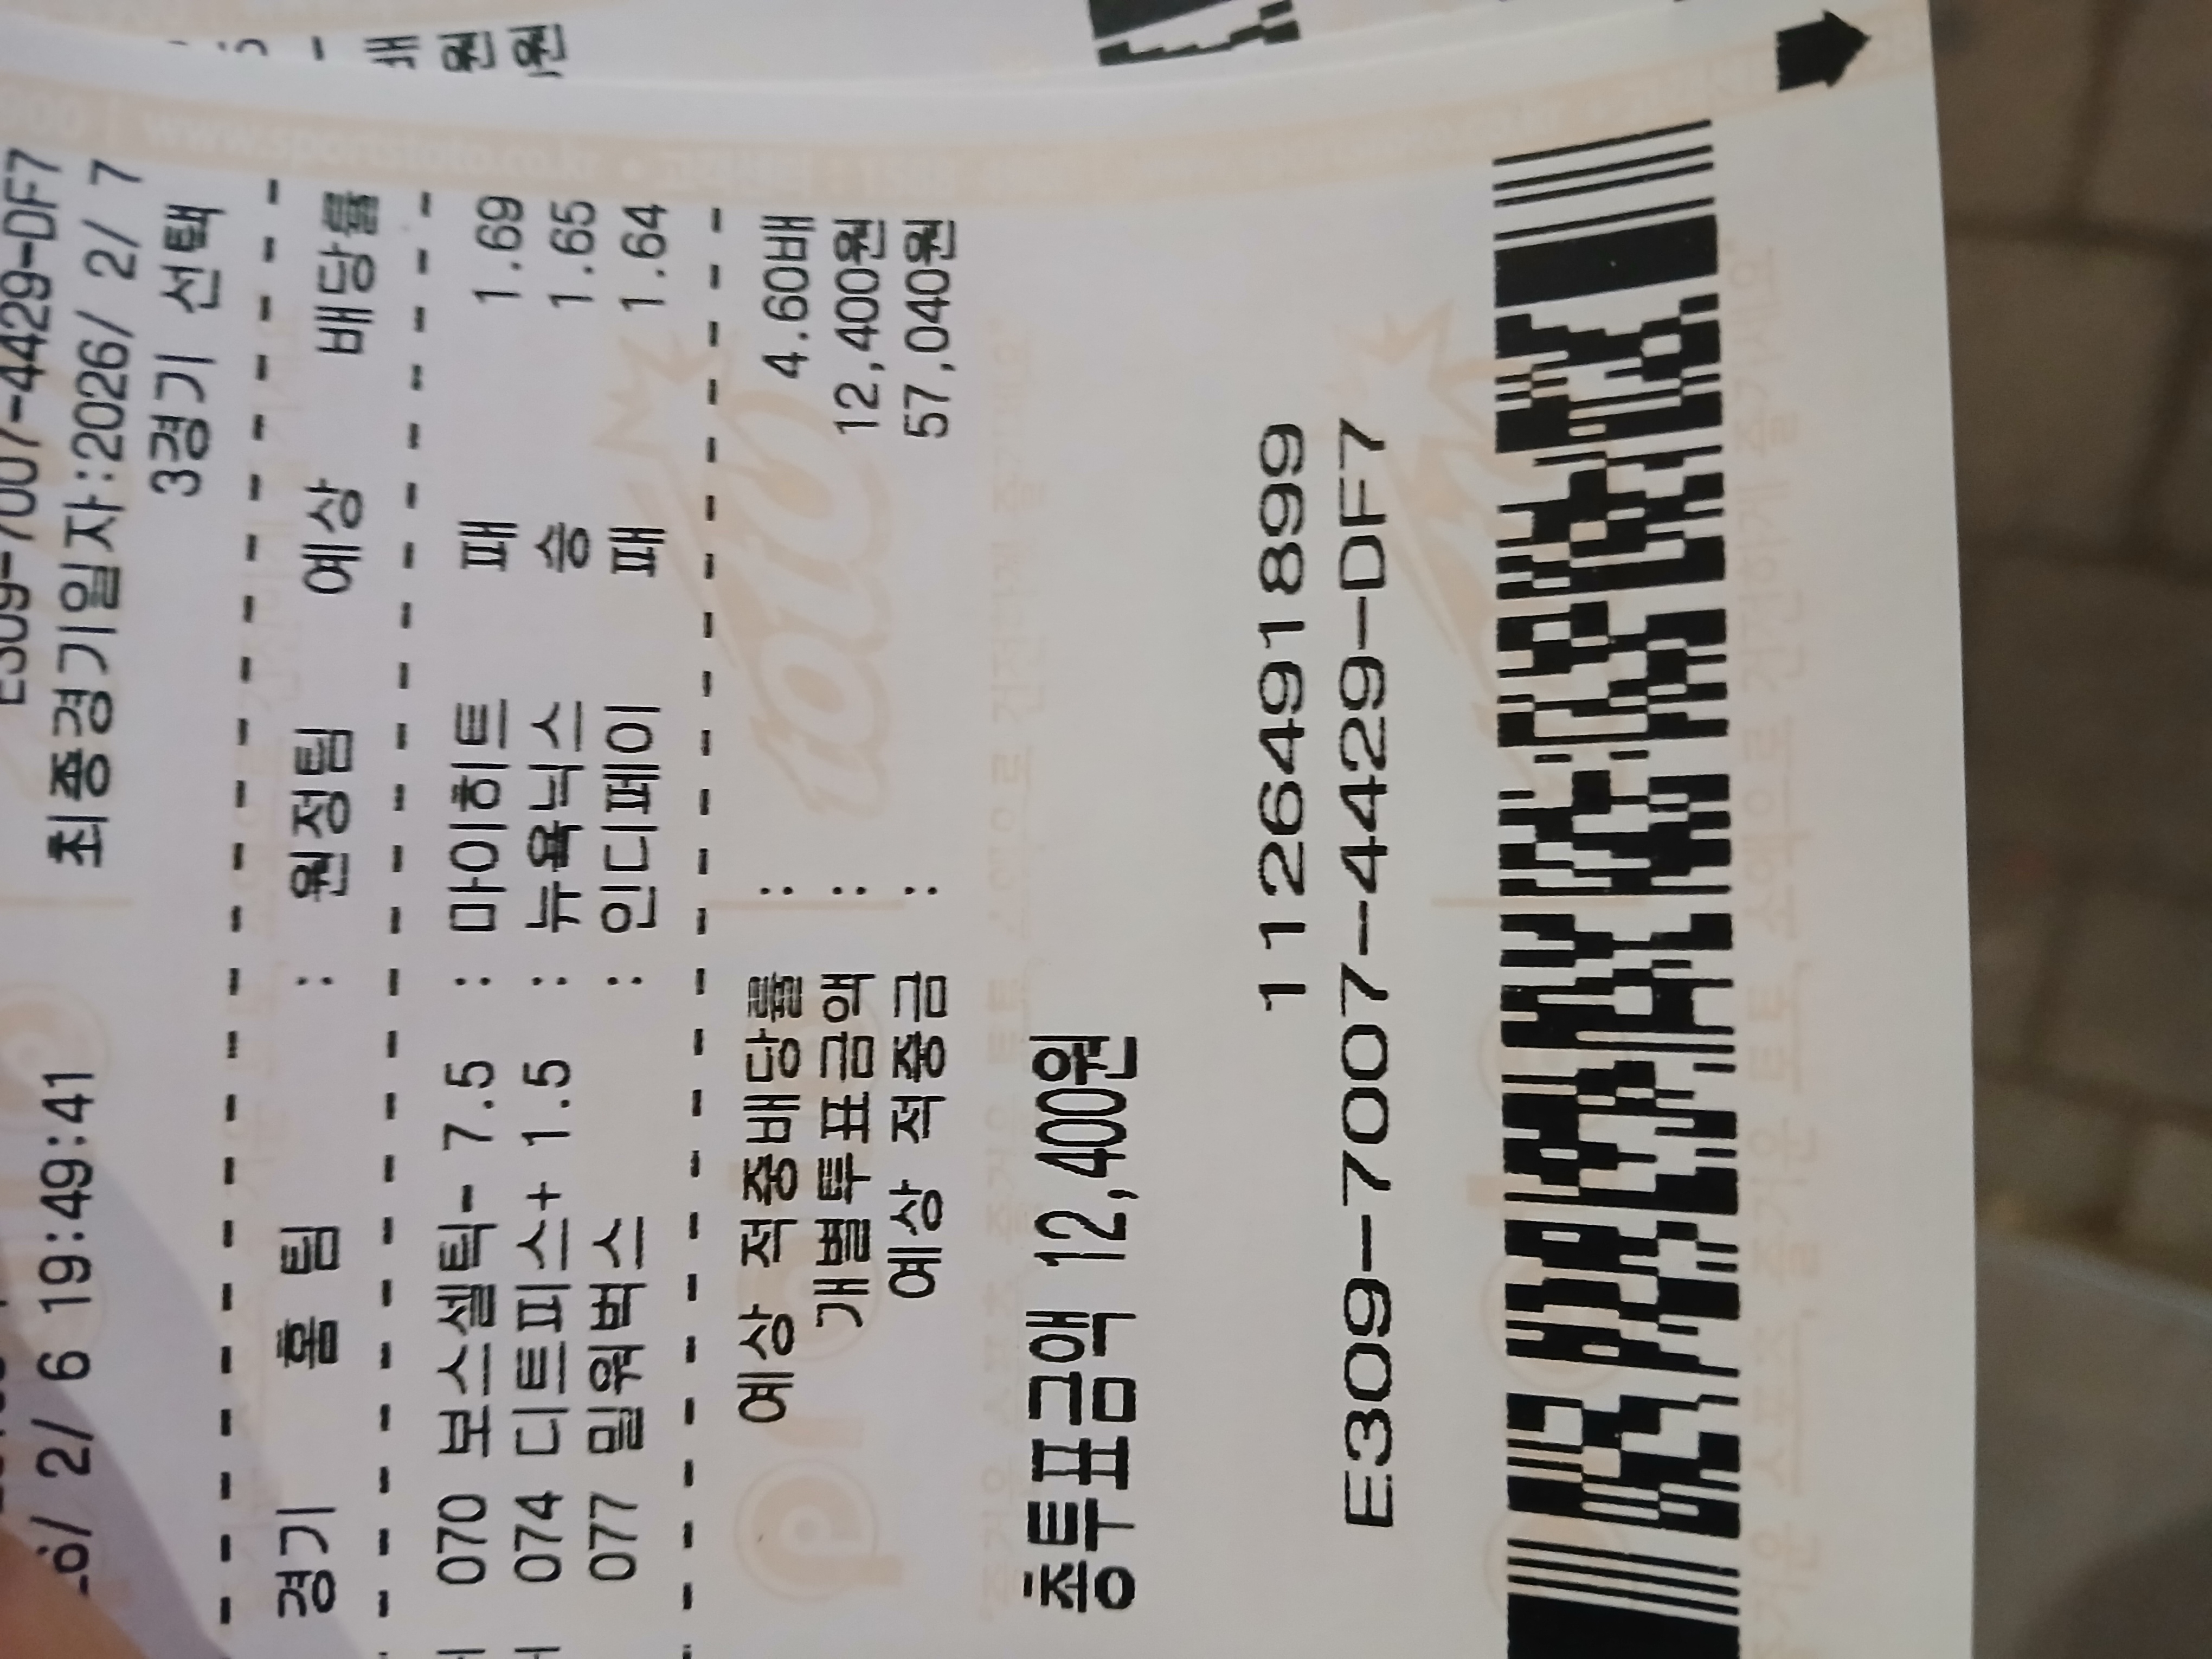 E309-7007-4429-DF7
2/ 6 19:49:41 최종경기일자:2026/ 2/ 7
3경기 선택
경기 홈 팀 : 원정팀 예상 배당률
070 보스셀틱- 7.5 : 마이히트 패 1.69
074 디트피스+ 1.5 : 뉴욕닉스 승 1.65
077 밀워벅스 : 인디페이 패 1.64
예상 적중배당률 : 4.60배
개별투표금액 : 12,400원
예상 적중금 : 57,040원
총투표금액 12,400원
1126491899
E309-7007-4429-DF7
www.sportstoto.co.kr
proto